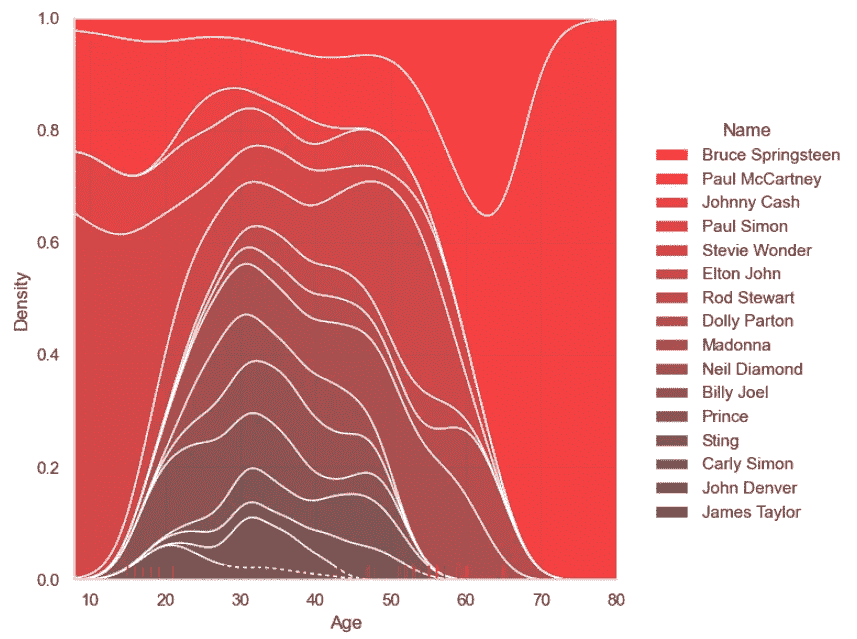 1.0
0.8
0.6
0.4
0.2
0.0
Density
10 20 30 40 50 60 70 80
Age
Name
Bruce Springsteen
Paul McCartney
Johnny Cash
Paul Simon
Stevie Wonder
Elton John
Rod Stewart
Dolly Parton
Madonna
Neil Diamond
Billy Joel
Prince
Sting
Carly Simon
John Denver
James Taylor